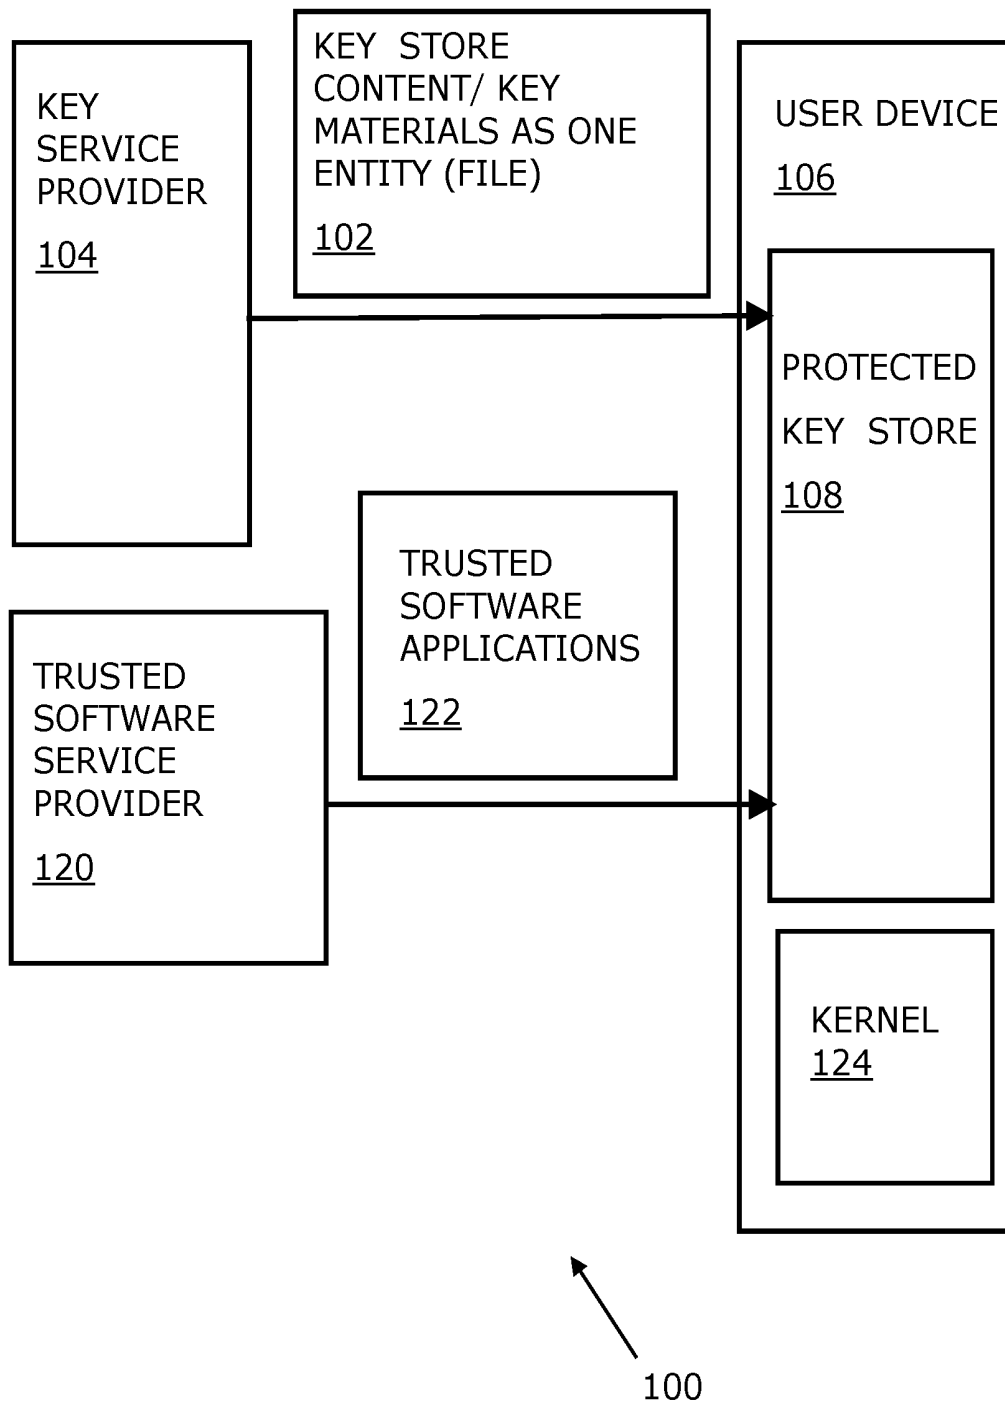 KEY
SERVICE
PROVIDER
104
KEY STORE
CONTENT/ KEY
MATERIALS AS ONE
ENTITY (FILE)
102
USER DEVICE
106
PROTECTED
KEY STORE
108
TRUSTED
SOFTWARE
APPLICATIONS
122
TRUSTED
SOFTWARE
SERVICE
PROVIDER
120
KERNEL
124
100